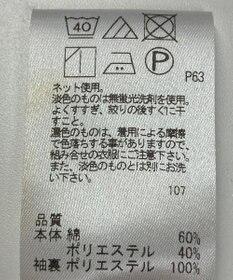 40
P
P63
ネット使用。
淡色のものは無蛍光洗剤を使用。
よくすすぎ、絞りの後すぐに干
すこと。
濃色のものは、着用による摩擦
で色落ちする事がありますので、
組み合せの衣服にご注意下さい。
また、淡色のものとは別にお洗
い下さい。
107
品質
本体 綿 60%
ポリエステル 40%
袖裏 ポリエステル 100%